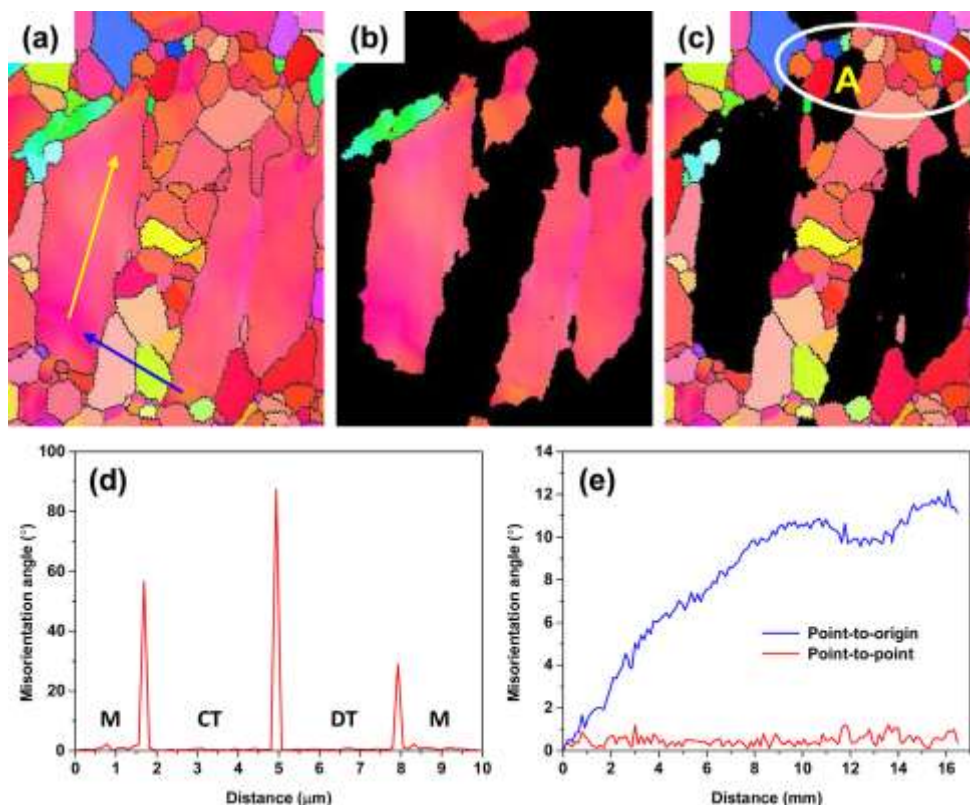 (a)
(b)
(c)
A
(d)
Misorientation angle (°)
100
80
60
40
20
0
M
CT
DT
M
0 1 2 3 4 5 6 7 8 9 10
Distance (μm)
(e)
Misorientation angle (°)
14
12
10
8
6
4
2
0
Point-to-origin
Point-to-point
0 2 4 6 8 10 12 14 16
Distance (mm)